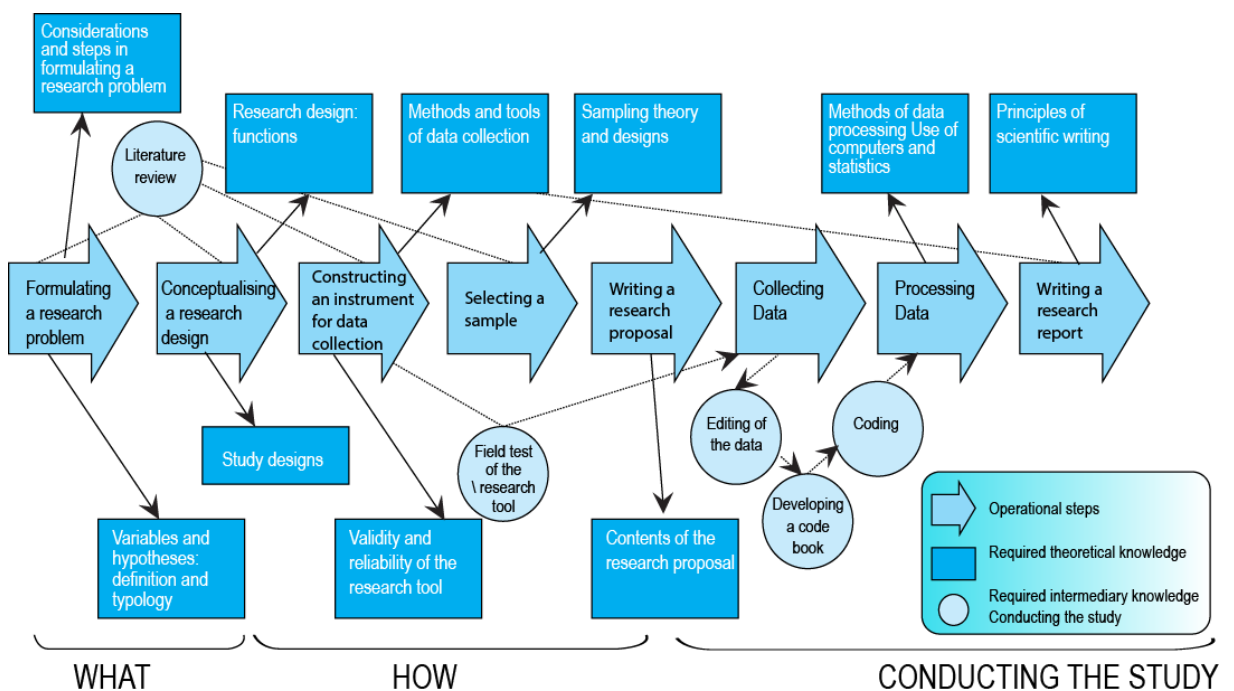 Considerations
and steps in
formulating a
research problem
Literature
review
Research design:
functions
Methods and tools
of data collection
Sampling theory
and designs
Methods of data
processing Use of
computers and
statistics
Principles of
scientific writing
Formulating
a research
problem
Conceptualising
a research
design
Constructing
an instrument
for data
collection
Selecting a
sample
Writing a
research
proposal
Collecting
Data
Processing
Data
Writing a
research
report
Study designs
Field test
of the
\ research
tool
Editing of
the data
Coding
Developing
a code
book
Variables and
hypotheses:
definition and
typology
Validity and
reliability of the
research tool
Contents of the
research proposal
Operational steps
Required theoretical knowledge
Required intermediary knowledge
Conducting the study
WHAT
HOW
CONDUCTING THE STUDY